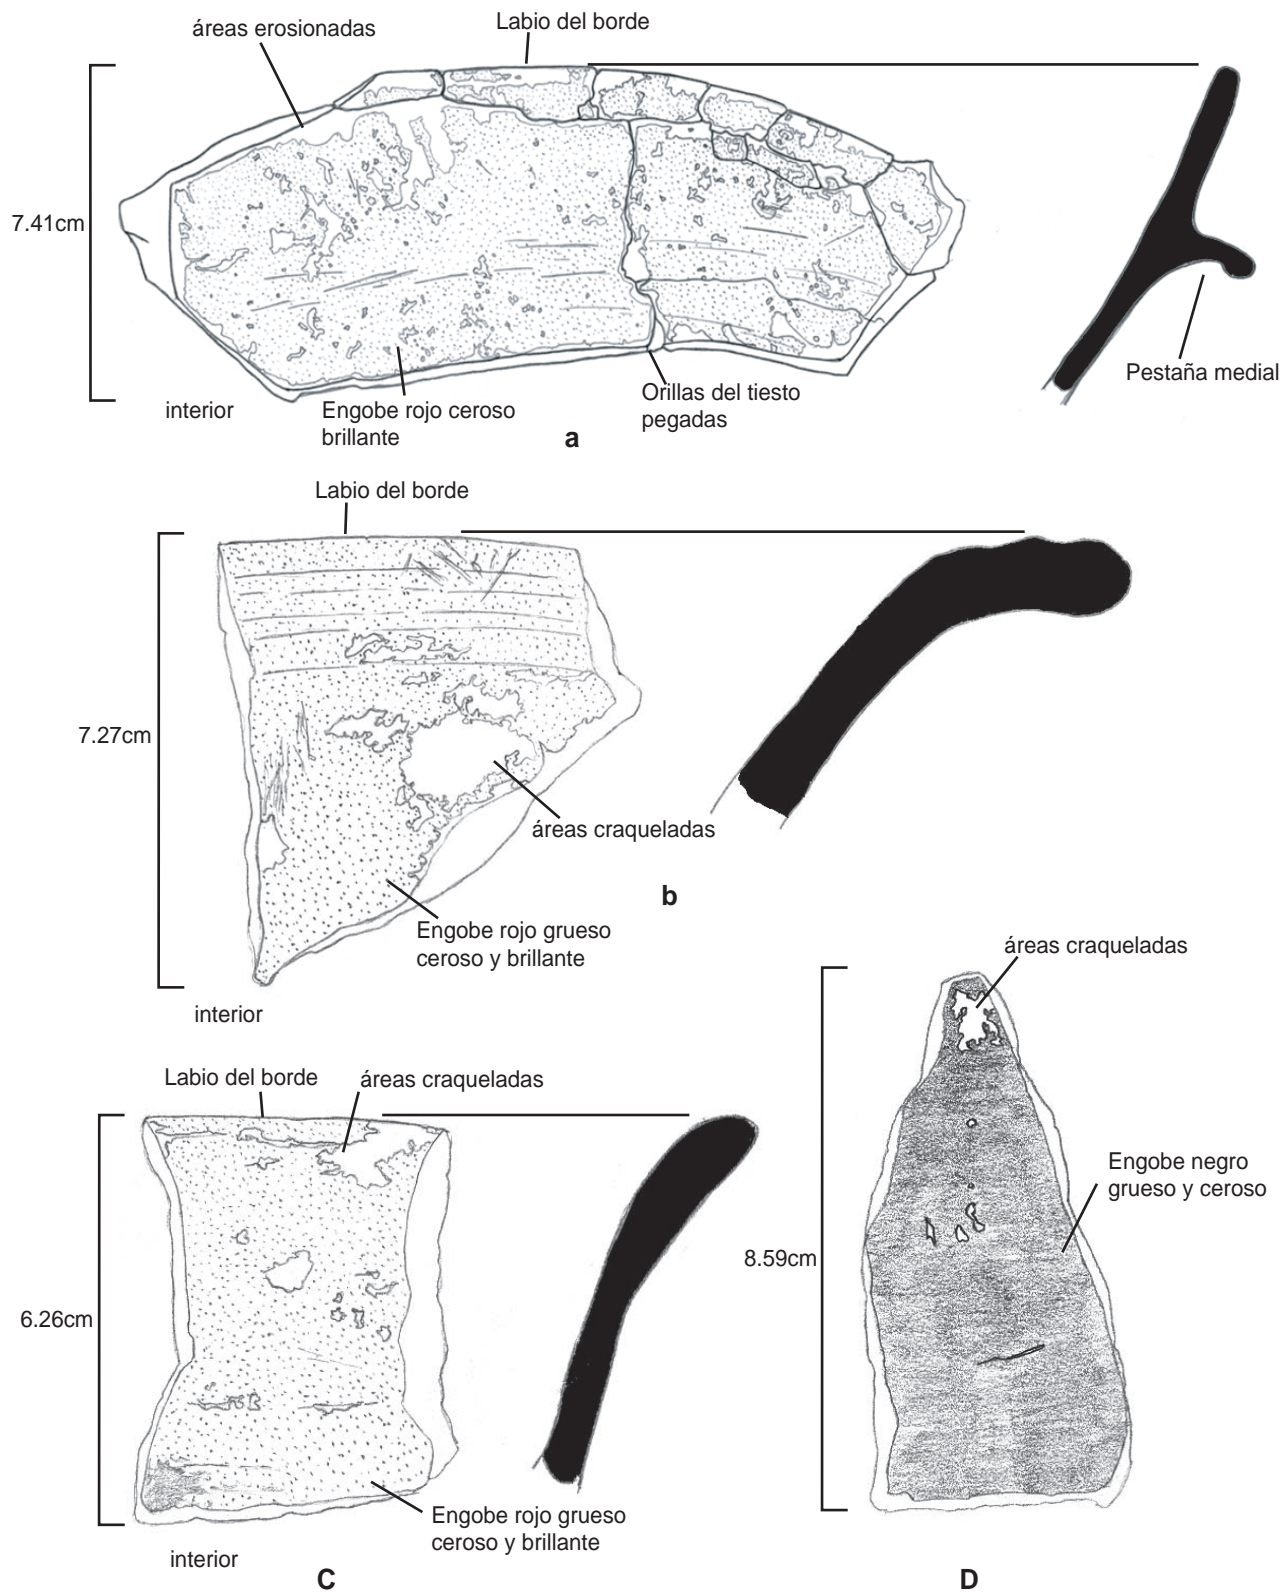 áreas erosionadas
Labio del borde
7.41cm
Pestaña medial
interior
Engobe rojo ceroso
brillante
Orillas del tiesto
pegadas
a
Labio del borde
7.27cm
áreas craqueladas
b
Engobe rojo grueso
ceroso y brillante
interior
áreas craqueladas
Labio del borde
áreas craqueladas
Engobe negro
grueso y ceroso
8.59cm
6.26cm
Engobe rojo grueso
ceroso y brillante
interior
C
D